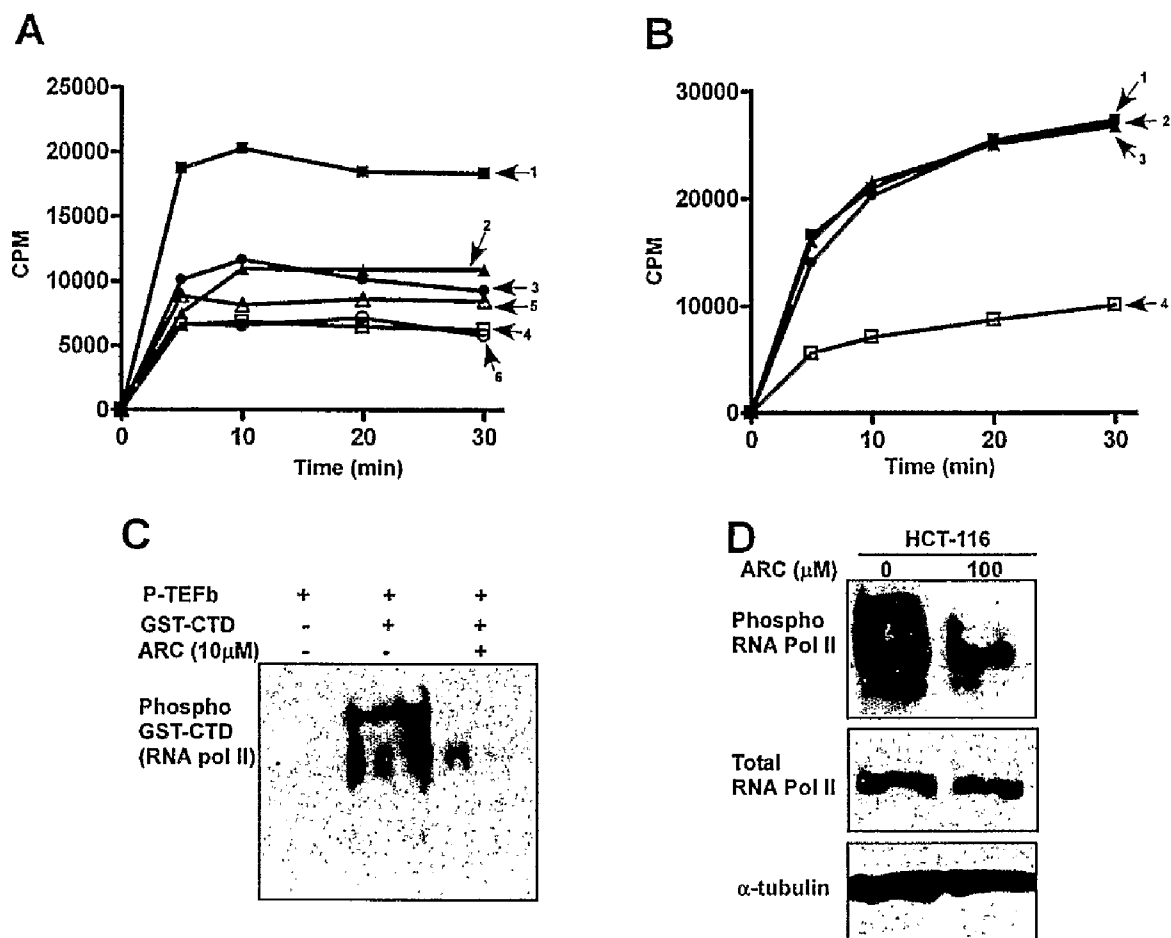 A
25000
20000
15000
10000
5000
0
CPM
0 10 20 30
Time (min)
1
2
3
5
4
6
B
30000
20000
10000
0
CPM
0 10 20 30
Time (min)
1
2
3
4
C
P-TEFb + + +
GST-CTD - + +
ARC (10μM) - - +
Phospho
GST-CTD
(RNA pol II)
D
HCT-116
ARC (μM) 0 100
Phospho
RNA Pol II
Total
RNA Pol II
α-tubulin